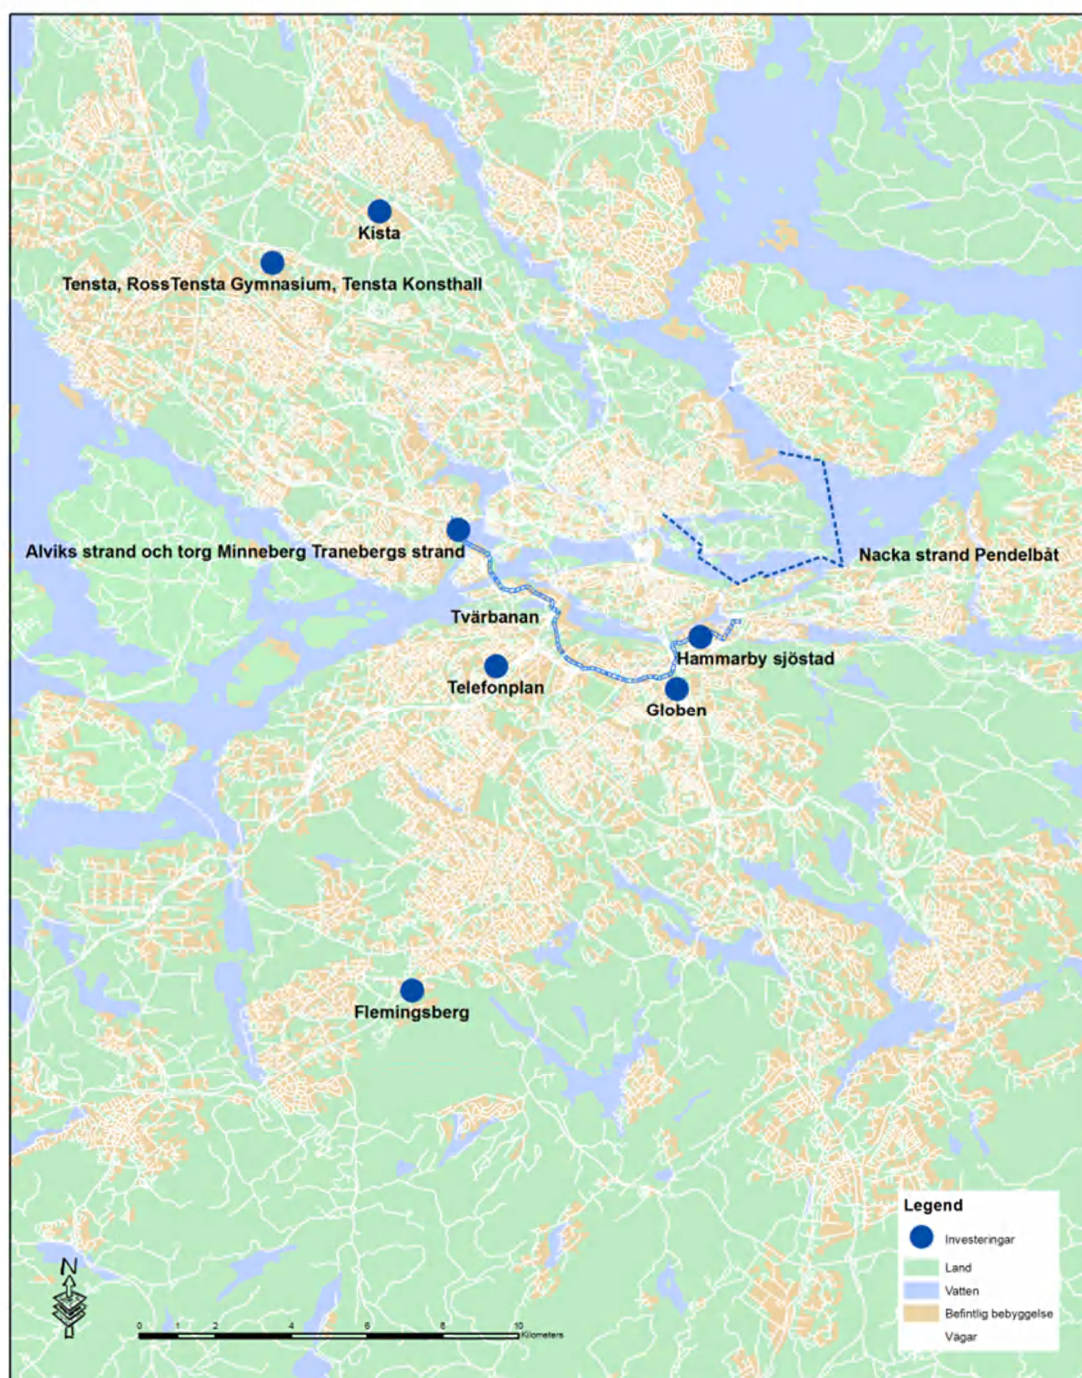 Kista
Tensta, RossTensta Gymnasium, Tensta Konsthall
Alviks strand och torg Minneberg Tranebergs strand
Nacka strand Pendelbåt
Tvärbanan
Hammarby sjöstad
Telefonplan
Globen
Flemingsberg
Legend
Investeringar
Land
Vatten
Befintlig bebyggelse
Vägar
N
0 1 2 4 6 8 10
Kilometers